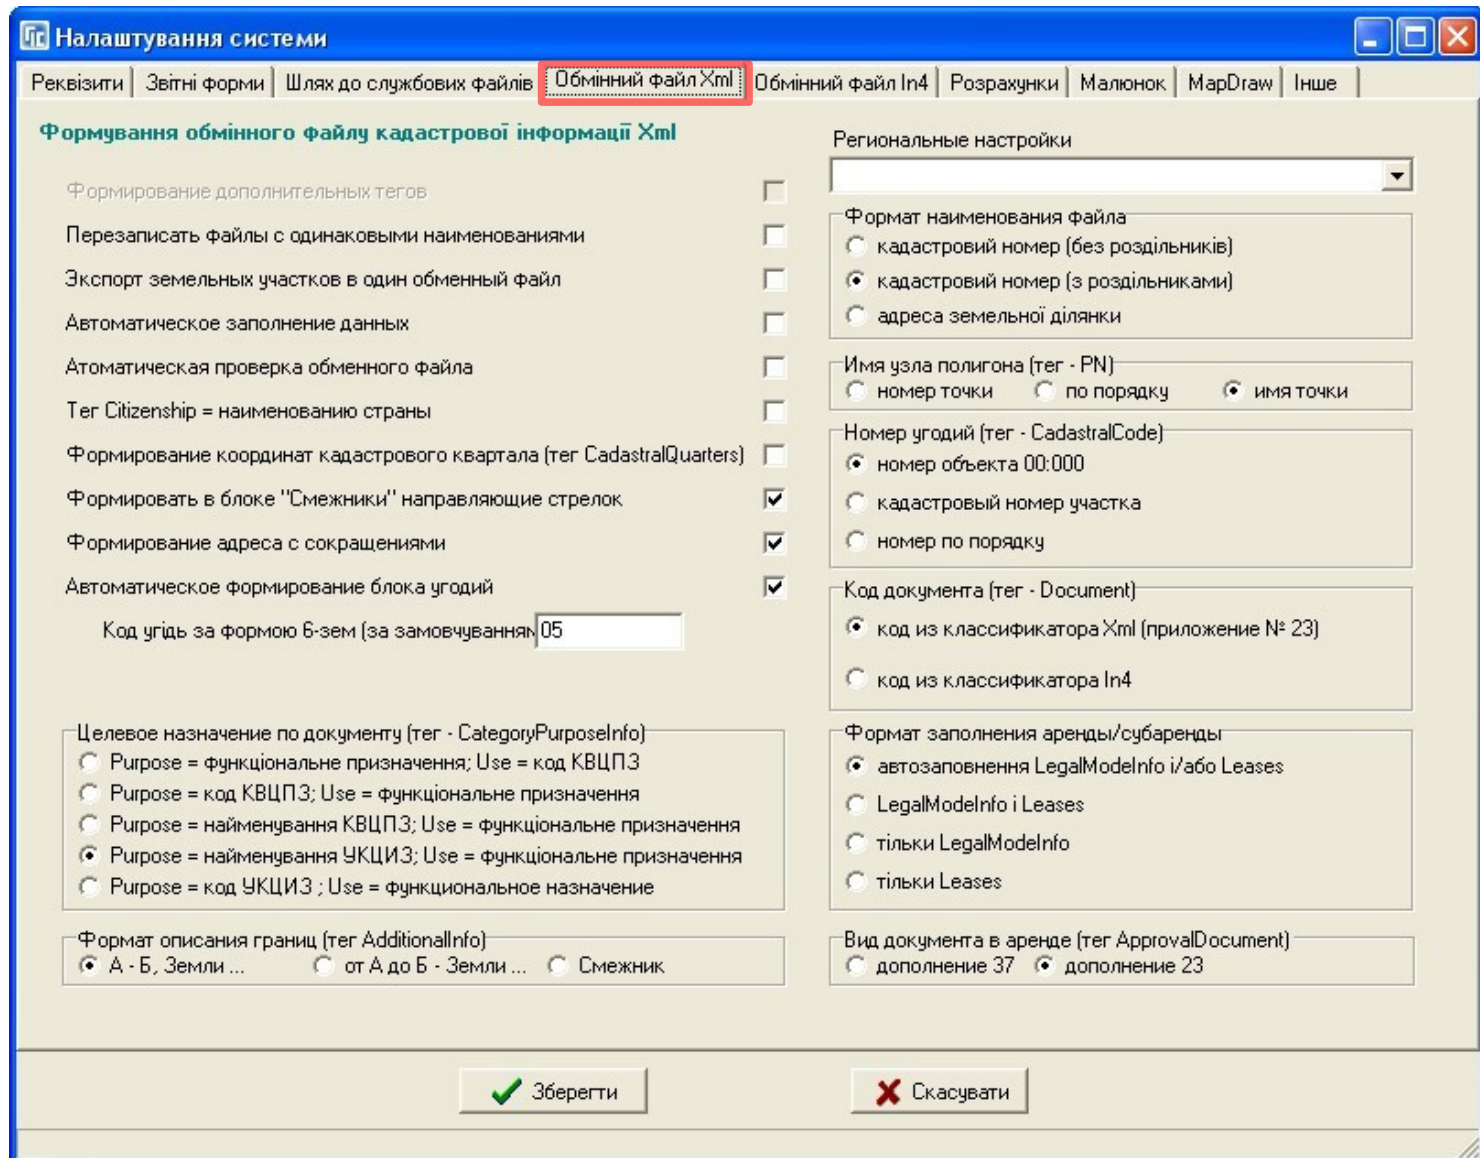 Налаштування системи
Реквізити Звітні форми Шлях до службових файлів Обмінний файл Xml Обмінний файл In4 Розрахунки Малюнок MapDraw Інше
Формування обмінного файлу кадастрової інформації Xml
Формирование дополнительных тегов
Перезаписать файлы с одинаковыми наименованиями
Экспорт земельных участков в один обменный файл
Автоматическое заполнение данных
Атоматическая проверка обменного файла
Тег Citizenship = наименованию страны
Формирование координат кадастрового квартала (тег CadastralQuarters)
Формировать в блоке "Смежники" направляющие стрелок
Формирование адреса с сокращениями
Автоматическое формирование блока угодий
Код угідь за формою 6-зем (за замовчуванням 05
Целевое назначение по документу (тег - CategoryPurposeInfo)
Purpose = функціональне призначення; Use = код КВЦПЗ
Purpose = код КВЦПЗ; Use = функціональне призначення
Purpose = найменування КВЦПЗ; Use = функціональне призначення
Purpose = найменування УКЦИЗ; Use = функціональне призначення
Purpose = код УКЦИЗ ; Use = функциональное назначение
Формат описания границ (тег AdditionalInfo)
А - Б, Земли ... от А до Б - Земли ... Смежник
Региональные настройки
Формат наименования файла
кадастровий номер (без роздільників)
кадастровий номер (з роздільниками)
адреса земельної ділянки
Имя узла полигона (тег - PN)
номер точки по порядку имя точки
Номер угодий (тег - CadastralCode)
номер объекта 00:000
кадастровый номер участка
номер по порядку
Код документа (тег - Document)
код из классификатора Xml (приложение № 23)
код из классификатора In4
Формат заполнения аренды/субаренды
автозаповнення LegalModeInfo і/або Leases
LegalModeInfo і Leases
тільки LegalModeInfo
тільки Leases
Вид документа в аренде (тег ApprovalDocument)
дополнение 37 дополнение 23
Зберегти Скасувати